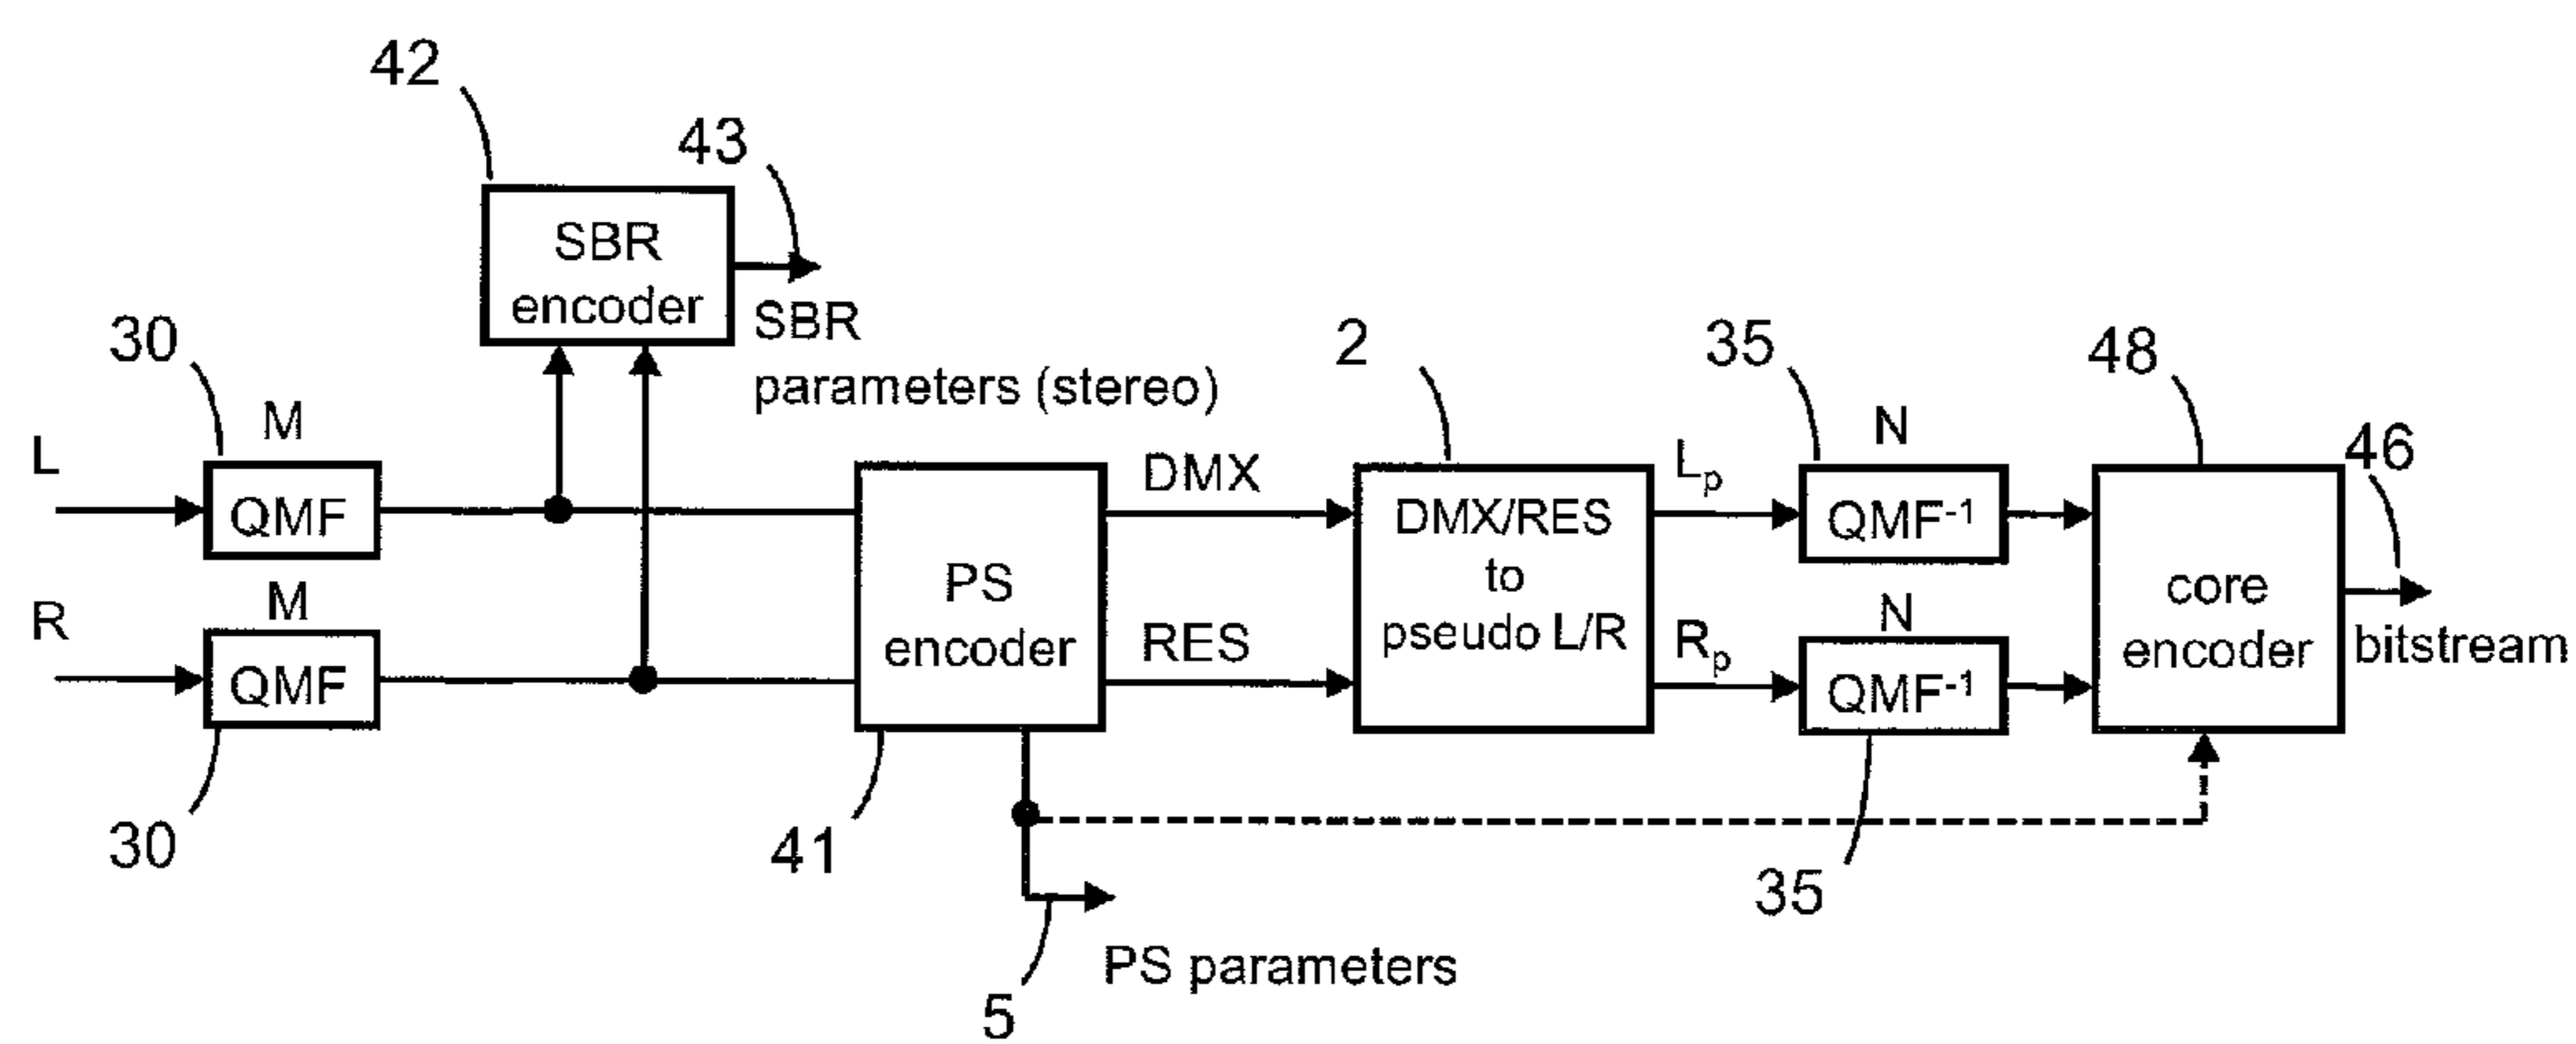 42
43
SBR
encoder
SBR
parameters (stereo)
30
M
L
QMF
M
R
QMF
30
PS
encoder
41
DMX
RES
5
PS parameters
2
DMX/RES
to
pseudo L/R
Lp
Rp
35
N
QMF-1
N
QMF-1
35
48
core
encoder
46
bitstream